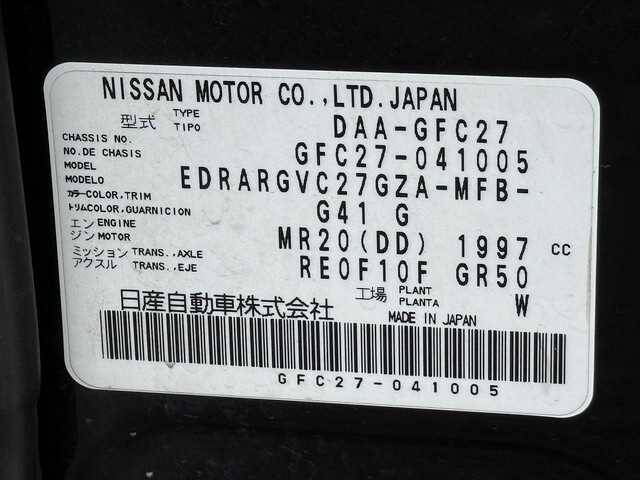 NISSAN MOTOR CO.,LTD.JAPAN
型式 TYPE TIPO DAA-GFC27
CHASSIS NO.
NO.DE CHASIS GFC27-041005
MODEL
MODELO EDRARGVC27GZA-MFB-
カラー COLOR,TRIM
トリム COLOR,GUARNICION G41 G
エンジン ENGINE MOTOR MR20(DD) 1997 CC
ミッション TRANS.,AXLE
アクスル TRANS.,EJE RE0F10F GR50
工場 PLANT PLANTA W
日産自動車株式会社 MADE IN JAPAN
GFC27-041005